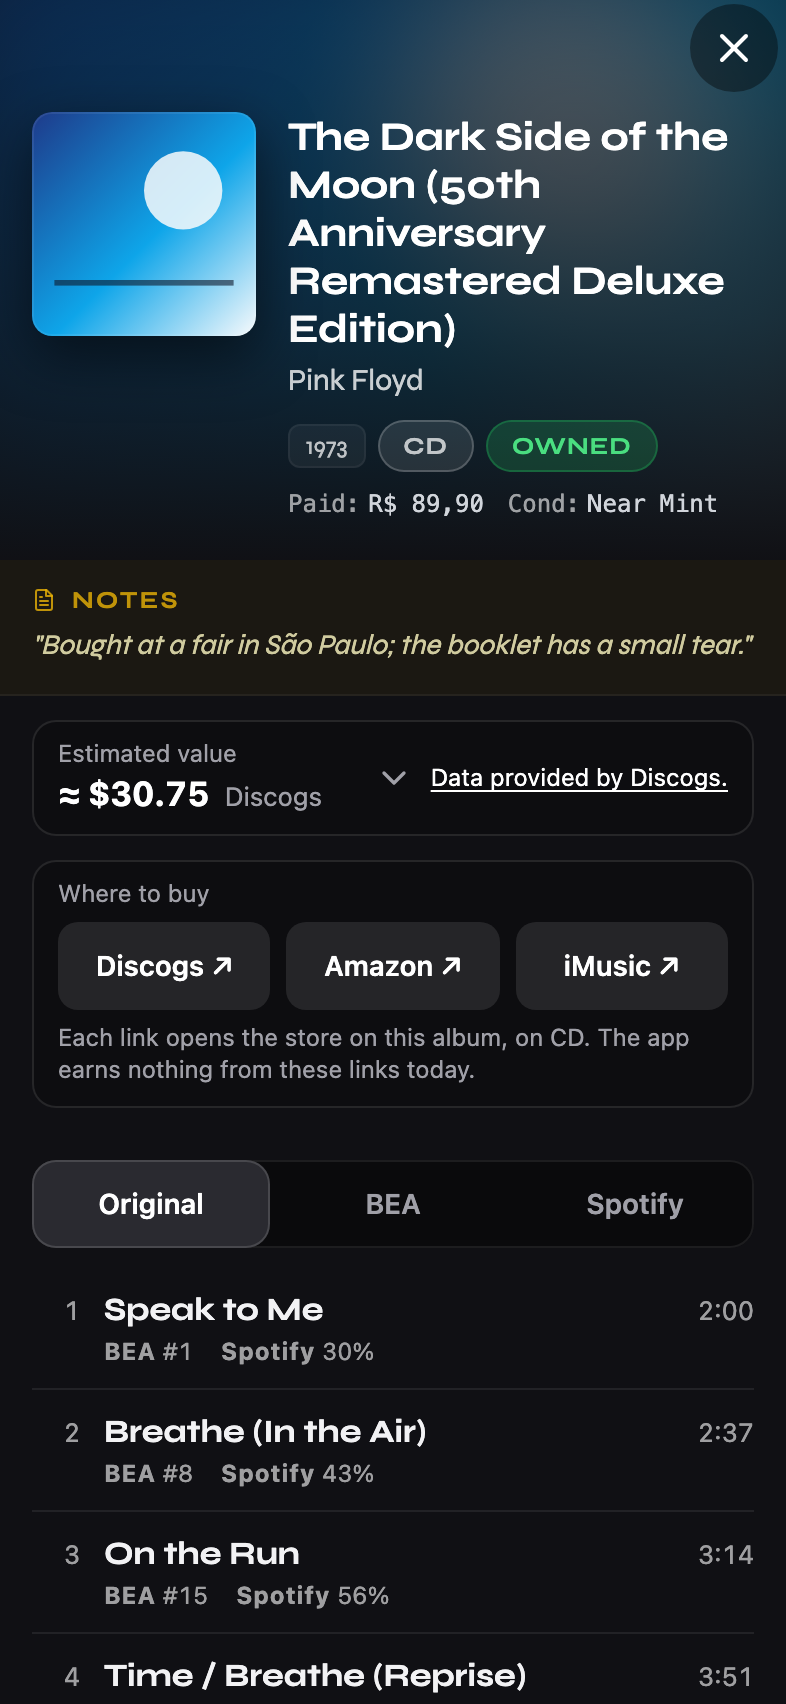 The Dark Side of the
Moon (50th
Anniversary
Remastered Deluxe
Edition)
Pink Floyd
1973 CD OWNED
Paid: R$ 89,90 Cond: Near Mint
NOTES
"Bought at a fair in São Paulo; the booklet has a small tear."
Estimated value
≈ $30.75 Discogs
Data provided by Discogs.
Where to buy
Discogs ↗ Amazon ↗ iMusic ↗
Each link opens the store on this album, on CD. The app
earns nothing from these links today.
Original BEA Spotify
1 Speak to Me 2:00
BEA #1 Spotify 30%
2 Breathe (In the Air) 2:37
BEA #8 Spotify 43%
3 On the Run 3:14
BEA #15 Spotify 56%
4 Time / Breathe (Reprise) 3:51